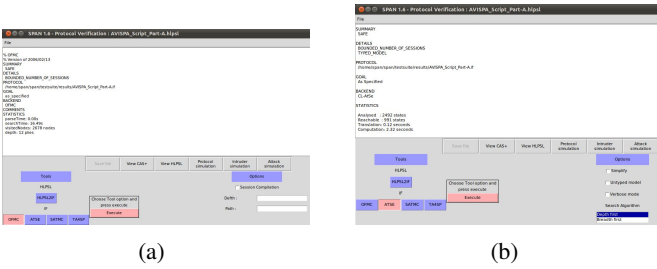 SPAN 1.6 - Protocol Verification : AVISPA_Script_Part-A.hlpsl
File
% OFMC
% Version of 2006/02/13
SUMMARY
SAFE
DETAILS
BOUNDED_NUMBER_OF_SESSIONS
PROTOCOL
/home/span/span/testsuite/results/AVISPA_Script_Part-A.if
GOAL
as_specified
BACKEND
OFMC
COMMENTS
STATISTICS
parseTime: 0.00s
searchTime: 16.49s
visitedNodes: 2678 nodes
depth: 12 plies
Save file
View CAS+
View HLPSL
Protocol simulation
Intruder simulation
Attack simulation
Tools
Options
HLPSL
Session Compilation
HLPSL2IF
Choose Tool option and
press execute
Defth :
IF
Execute
Path :
OFMC ATSE SATMC TA4SP
(a)
SPAN 1.6 - Protocol Verification : AVISPA_Script_Part-A.hlpsl
File
SUMMARY
SAFE
DETAILS
BOUNDED_NUMBER_OF_SESSIONS
TYPED_MODEL
PROTOCOL
/home/span/span/testsuite/results/AVISPA_Script_Part-A.if
GOAL
As Specified
BACKEND
CL-AtSe
STATISTICS
Analysed : 2492 states
Reachable : 991 states
Translation: 0.12 seconds
Computation: 2.32 seconds
Save file
View CAS+
View HLPSL
Protocol simulation
Intruder simulation
Attack simulation
Tools
Options
HLPSL
Simplify
HLPSL2IF
Choose Tool option and
press execute
Untyped model
IF
Execute
Verbose mode
OFMC ATSE SATMC TA4SP
Search Algorithm
Depth first
Breadth first
(b)